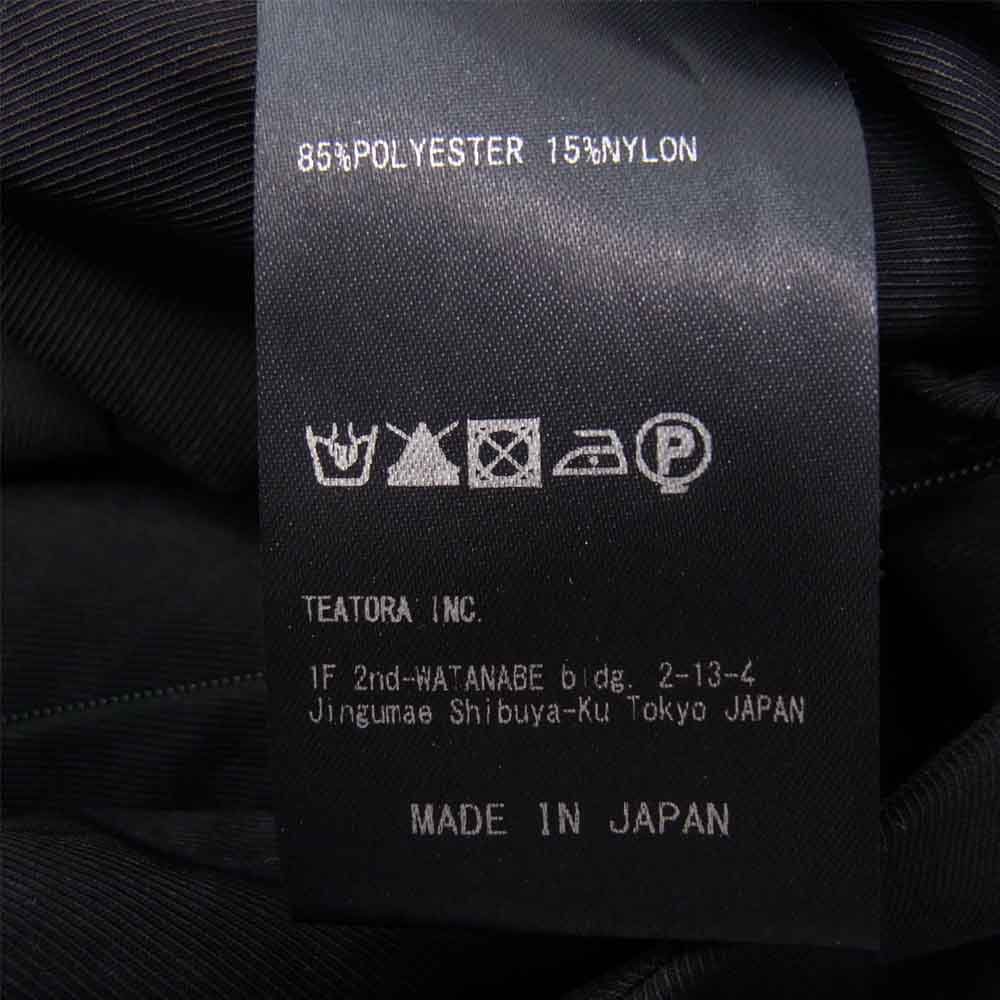 85%POLYESTER 15%NYLON
P
TEATORA INC.
1F 2nd-WATANABE bldg. 2-13-4
Jingumae Shibuya-Ku Tokyo JAPAN
MADE IN JAPAN